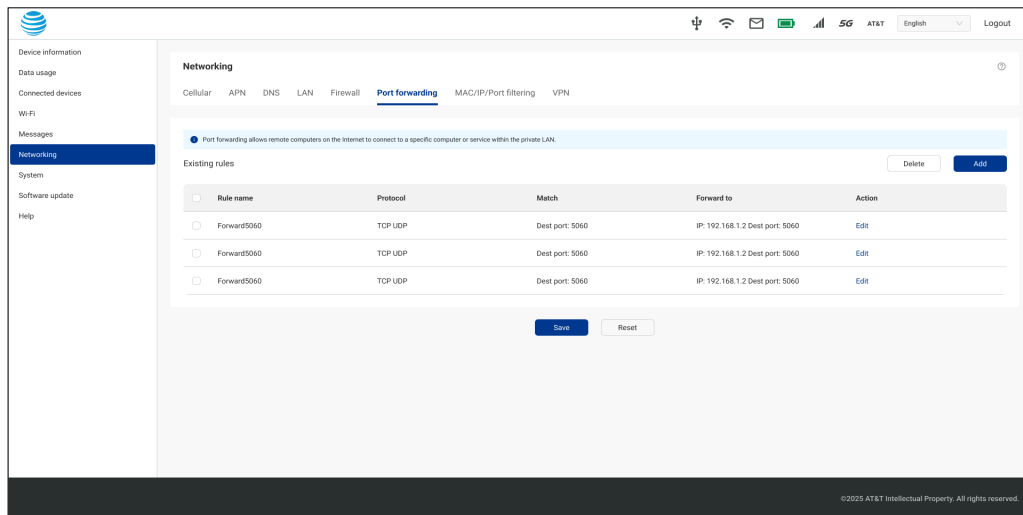 5G AT&T English Logout
Device information
Data usage
Connected devices
Wi-Fi
Messages
Networking
System
Software update
Help
Networking
Cellular APN DNS LAN Firewall Port forwarding MAC/IP/Port filtering VPN
Port forwarding allows remote computers on the Internet to connect to a specific computer or service within the private LAN.
Existing rules
Delete Add
Rule name Protocol Match Forward to Action
Forward5060 TCP UDP Dest port: 5060 IP: 192.168.1.2 Dest port: 5060 Edit
Forward5060 TCP UDP Dest port: 5060 IP: 192.168.1.2 Dest port: 5060 Edit
Forward5060 TCP UDP Dest port: 5060 IP: 192.168.1.2 Dest port: 5060 Edit
Save Reset
©2025 AT&T Intellectual Property. All rights reserved.